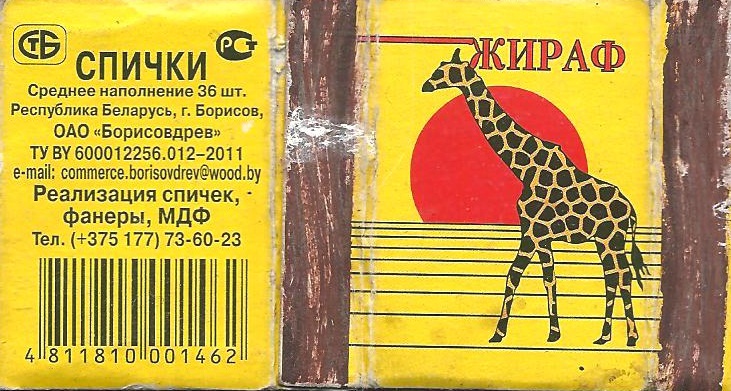 СТБ
РСТ
СПИЧКИ
Среднее наполнение 36 шт.
Республика Беларусь, г. Борисов,
ОАО «Борисовдрев»
ТУ BY 600012256.012–2011
e-mail: commerce.borisovdrev@wood.by
Реализация спичек,
фанеры, МДФ
Тел. (+375 177) 73-60-23
4 811810 001462
ЖИРАФ